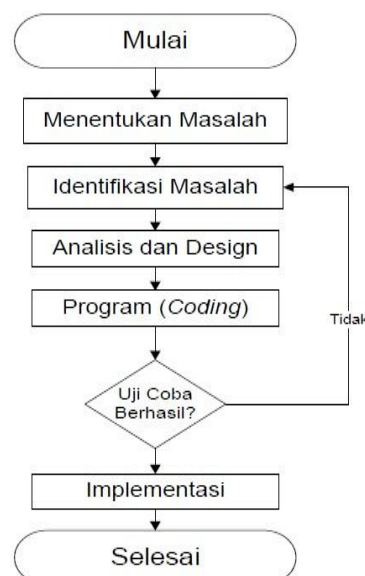 Mulai
Menentukan Masalah
Identifikasi Masalah
Analisis dan Design
Program (Coding)
Tidak
Uji Coba
Berhasil?
Implementasi
Selesai